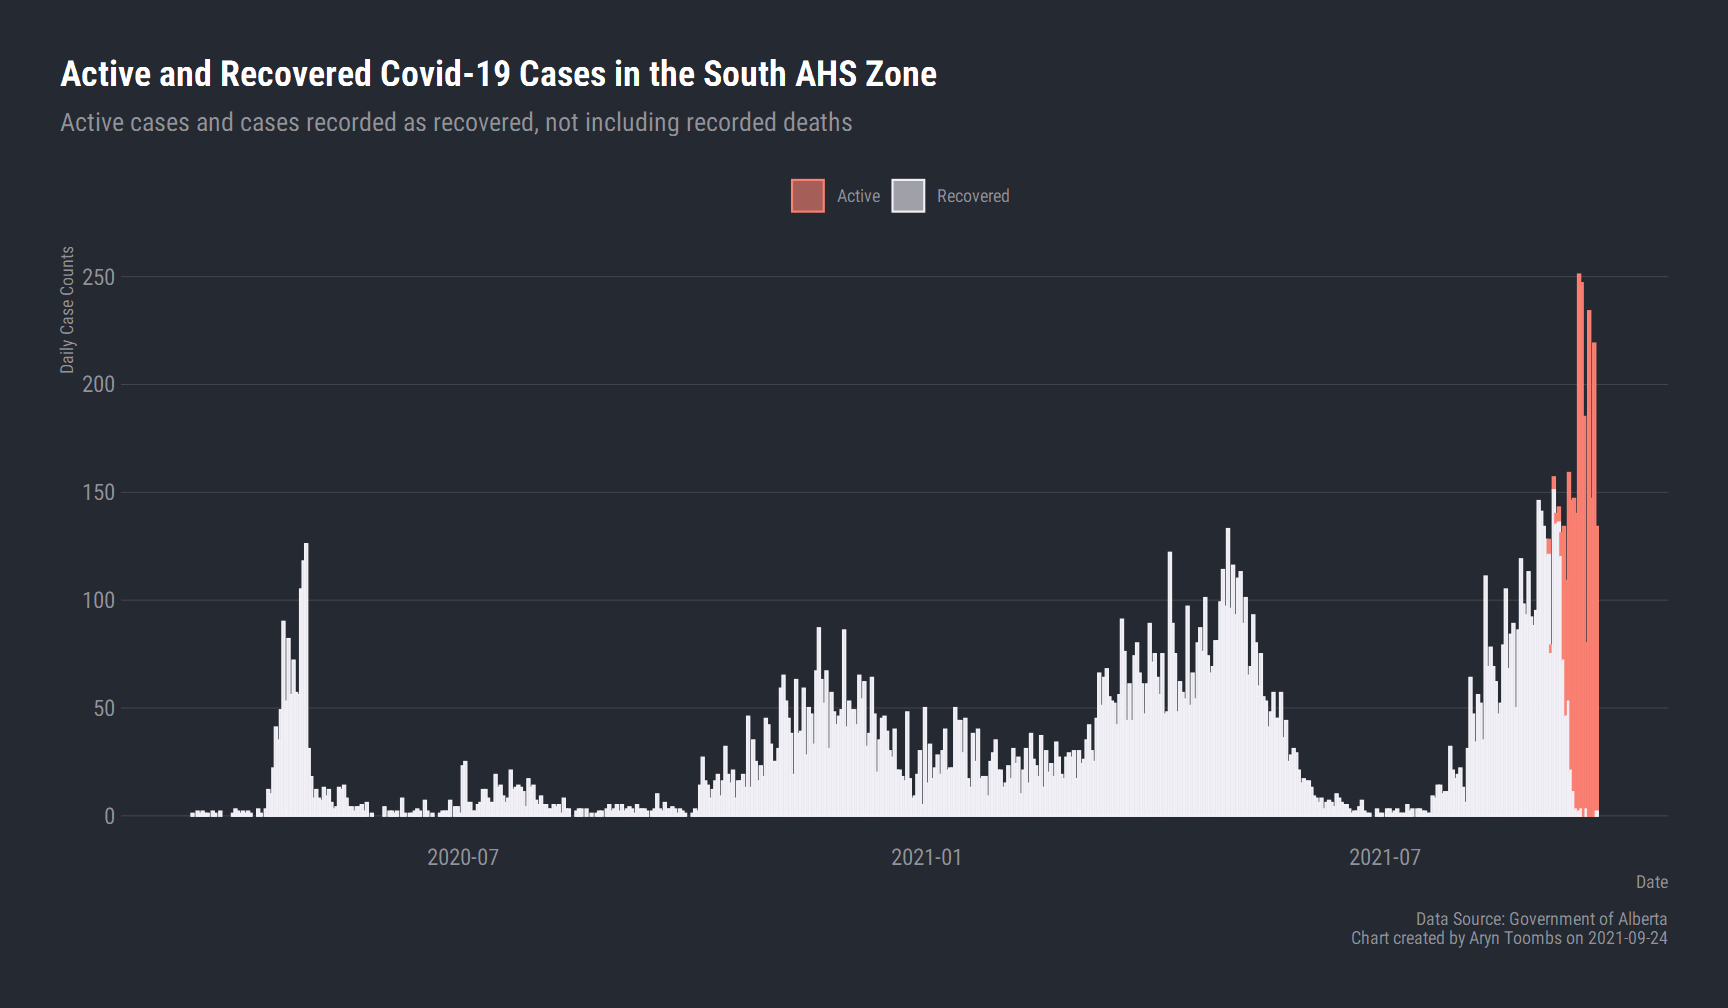 Active and Recovered Covid-19 Cases in the South AHS Zone
Active cases and cases recorded as recovered, not including recorded deaths
Active
Recovered
Daily Case Counts
250
200
150
100
50
0
2020-07
2021-01
2021-07
Date
Data Source: Government of Alberta
Chart created by Aryn Toombs on 2021-09-24